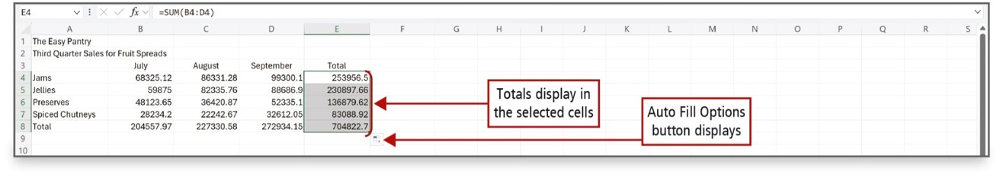 E4 fx =SUM(B4:D4)
A B C D E F G H I J K L M N O P Q R S
1 The Easy Pantry
2 Third Quarter Sales for Fruit Spreads
3 July August September Total
4 Jams 68325.12 86331.28 99300.1 253956.5
5 Jellies 59875 82335.76 88686.9 230897.66
6 Preserves 48123.65 36420.87 52335.1 136879.62
7 Spiced Chutneys 28234.2 22242.67 32612.05 83088.92
8 Total 204557.97 227330.58 272934.15 704822.7
9
10
Totals display in
the selected cells
Auto Fill Options
button displays